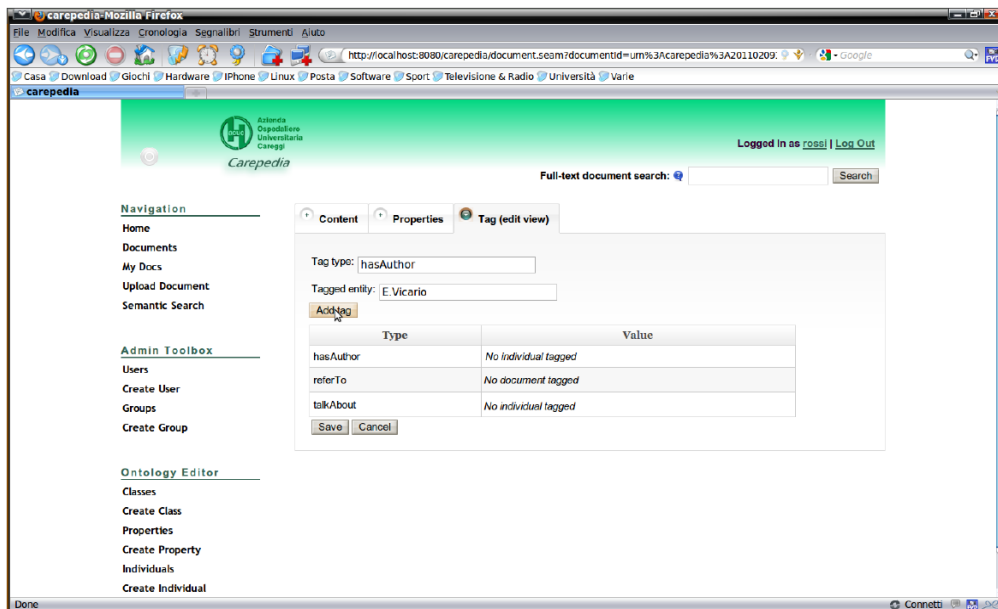 carepedia-Mozilla Firefox
File Modifica Visualizza Cronologia Segnalibri Strumenti Aiuto
http://localhost:8080/carepedia/document.seam?documentId=urn%3Acarepedia%3A20110209:
Google
Casa Download Giochi Hardware IPhone Linux Posta Software Sport Televisione & Radio Università Varie
carepedia
Azienda
Ospedaliero
Universitaria
Careggi
Carepedia
Logged in as rossi | Log Out
Full-text document search: Search
Navigation
Home
Documents
My Docs
Upload Document
Semantic Search
Admin Toolbox
Users
Create User
Groups
Create Group
Ontology Editor
Classes
Create Class
Properties
Create Property
Individuals
Create Individual
Content Properties Tag (edit view)
Tag type: hasAuthor
Tagged entity: E.Vicario
Add tag
Type Value
hasAuthor No individual tagged
referTo No document tagged
talkAbout No individual tagged
Save Cancel
Done
Connetti